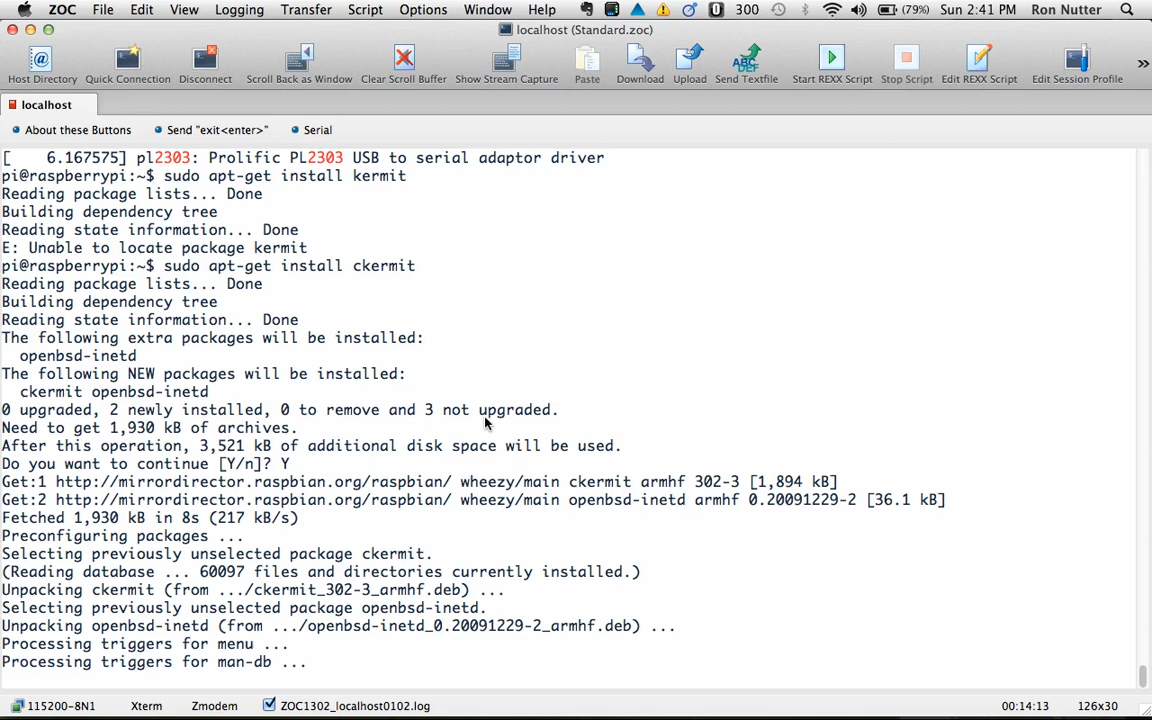 ZOC File Edit View Logging Transfer Script Options Window Help 300 (79%) Sun 2:41 PM Ron Nutter
localhost (Standard.zoc)
Host Directory Quick Connection Disconnect Scroll Back as Window Clear Scroll Buffer Show Stream Capture Paste Download Upload Send Textfile Start REXX Script Stop Script Edit REXX Script Edit Session Profile
localhost
About these Buttons Send "exit<enter>" Serial
[    6.167575] pl2303: Prolific PL2303 USB to serial adaptor driver
pi@raspberrypi:~$ sudo apt-get install kermit
Reading package lists... Done
Building dependency tree
Reading state information... Done
E: Unable to locate package kermit
pi@raspberrypi:~$ sudo apt-get install ckermit
Reading package lists... Done
Building dependency tree
Reading state information... Done
The following extra packages will be installed:
  openbsd-inetd
The following NEW packages will be installed:
  ckermit openbsd-inetd
0 upgraded, 2 newly installed, 0 to remove and 3 not upgraded.
Need to get 1,930 kB of archives.
After this operation, 3,521 kB of additional disk space will be used.
Do you want to continue [Y/n]? Y
Get:1 http://mirrordirector.raspbian.org/raspbian/ wheezy/main ckermit armhf 302-3 [1,894 kB]
Get:2 http://mirrordirector.raspbian.org/raspbian/ wheezy/main openbsd-inetd armhf 0.20091229-2 [36.1 kB]
Fetched 1,930 kB in 8s (217 kB/s)
Preconfiguring packages ...
Selecting previously unselected package ckermit.
(Reading database ... 60097 files and directories currently installed.)
Unpacking ckermit (from .../ckermit_302-3_armhf.deb) ...
Selecting previously unselected package openbsd-inetd.
Unpacking openbsd-inetd (from .../openbsd-inetd_0.20091229-2_armhf.deb) ...
Processing triggers for menu ...
Processing triggers for man-db ...
115200-8N1 Xterm Zmodem ZOC1302_localhost0102.log 00:14:13 126x30